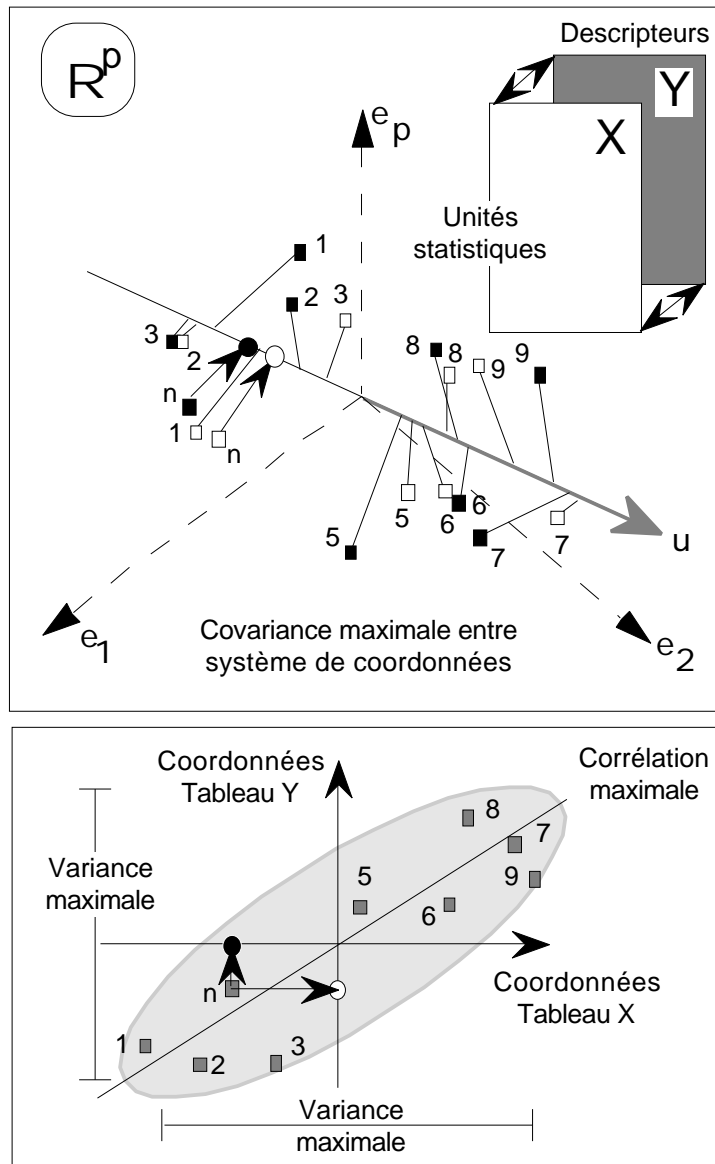 R^p
Descripteurs
Y
X
e_p
Unités
statistiques
1
2
3
3
2
8
8
9
9
n
1
n
5
5
6
6
7
7
u
e_1
e_2
Covariance maximale entre
système de coordonnées
Coordonnées
Tableau Y
Corrélation
maximale
8
7
Variance
maximale
5
9
6
n
Coordonnées
Tableau X
1
2
3
Variance
maximale